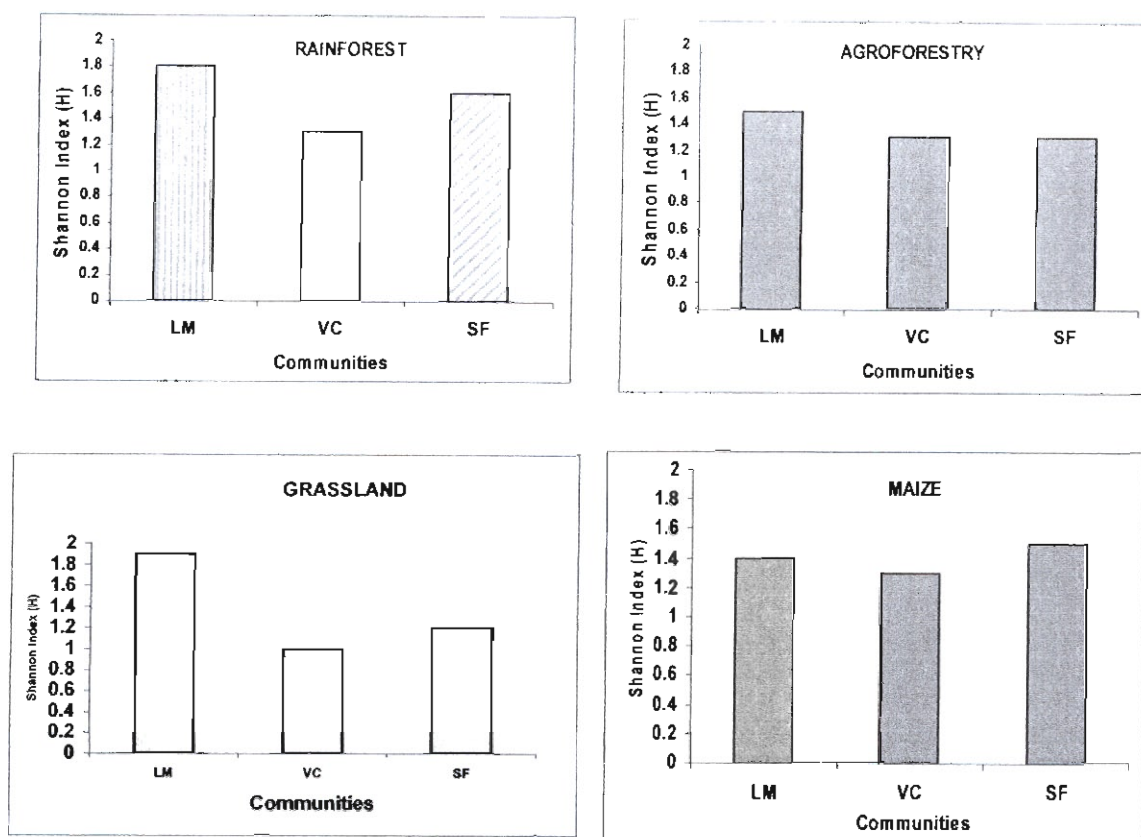 RAINFOREST
Shannon Index (H)
2
1.8
1.6
1.4
1.2
1
0.8
0.6
0.4
0.2
0
LM VC SF
Communities
AGROFORESTRY
Shannon Index (H)
2
1.8
1.6
1.4
1.2
1
0.8
0.6
0.4
0.2
0
LM VC SF
Communities
GRASSLAND
Shannon Index (H)
2
1.8
1.6
1.4
1.2
1
0.8
0.6
0.4
0.2
0
LM VC SF
Communities
MAIZE
Shannon Index (H)
2
1.8
1.6
1.4
1.2
1
0.8
0.6
0.4
0.2
0
LM VC SF
Communities